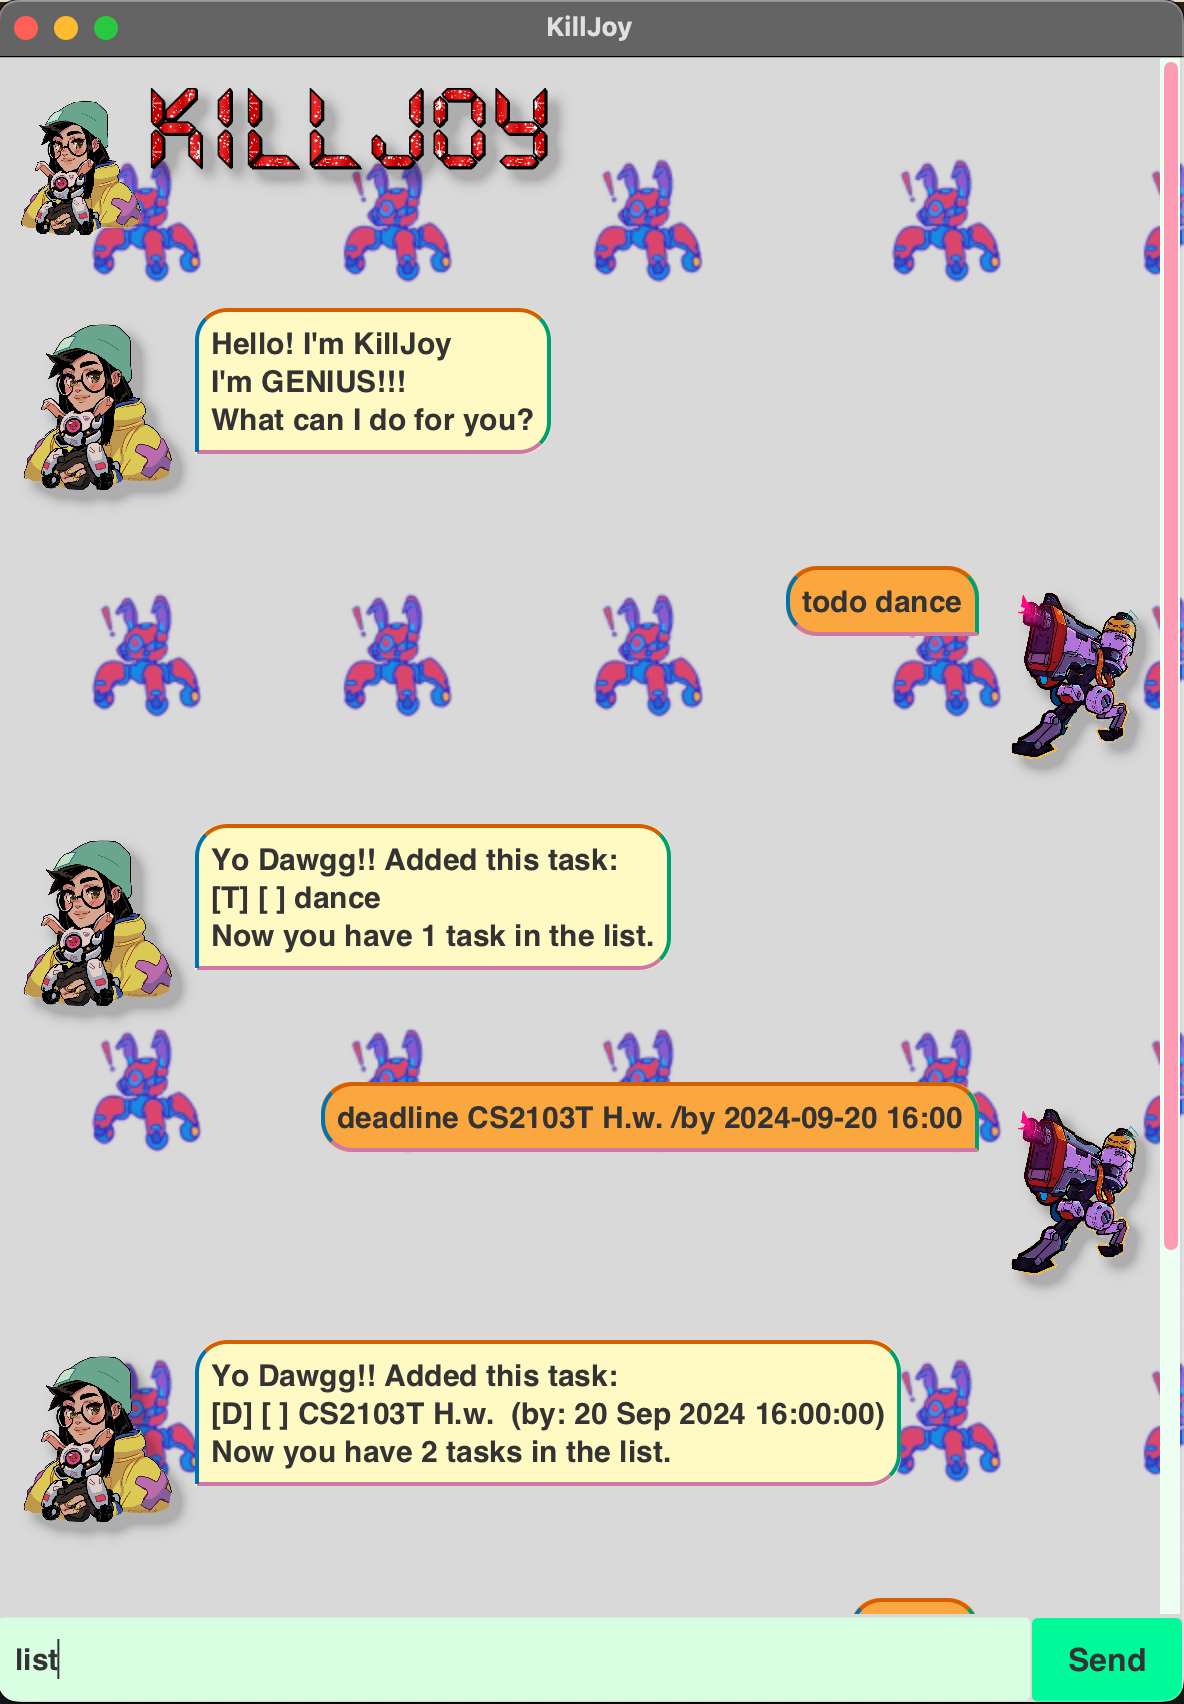 KillJoy
KILLJOY
Hello! I'm KillJoy
I'm GENIUS!!!
What can I do for you?
todo dance
Yo Dawgg!! Added this task:
[T] [ ] dance
Now you have 1 task in the list.
deadline CS2103T H.w. /by 2024-09-20 16:00
Yo Dawgg!! Added this task:
[D] [ ] CS2103T H.w.  (by: 20 Sep 2024 16:00:00)
Now you have 2 tasks in the list.
list
Send